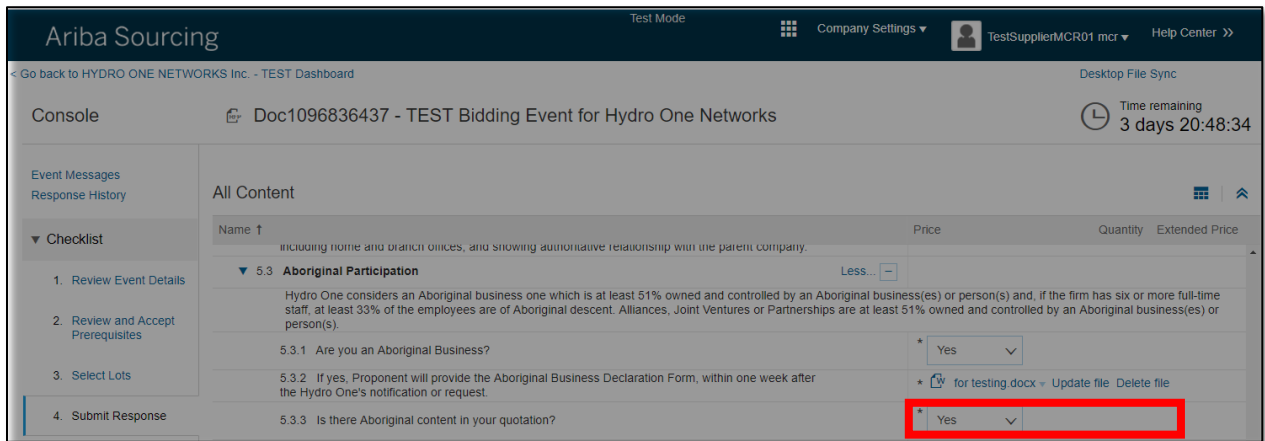 Test Mode
Ariba Sourcing
Company Settings ▾
TestSupplierMCR01 mcr ▾
Help Center »
< Go back to HYDRO ONE NETWORKS Inc. - TEST Dashboard
Desktop File Sync
Console
Doc1096836437 - TEST Bidding Event for Hydro One Networks
Time remaining
3 days 20:48:34
Event Messages
Response History
▼ Checklist
1. Review Event Details
2. Review and Accept
Prerequisites
3. Select Lots
4. Submit Response
All Content
Name ↑
Price
Quantity
Extended Price
including home and branch offices, and showing authoritative relationship with the parent company.
▼ 5.3 Aboriginal Participation
Less... −
Hydro One considers an Aboriginal business one which is at least 51% owned and controlled by an Aboriginal business(es) or person(s) and, if the firm has six or more full-time
staff, at least 33% of the employees are of Aboriginal descent. Alliances, Joint Ventures or Partnerships are at least 51% owned and controlled by an Aboriginal business(es) or
person(s).
5.3.1 Are you an Aboriginal Business?
* Yes
5.3.2 If yes, Proponent will provide the Aboriginal Business Declaration Form, within one week after
the Hydro One's notification or request.
* for testing.docx ▾ Update file Delete file
5.3.3 Is there Aboriginal content in your quotation?
* Yes